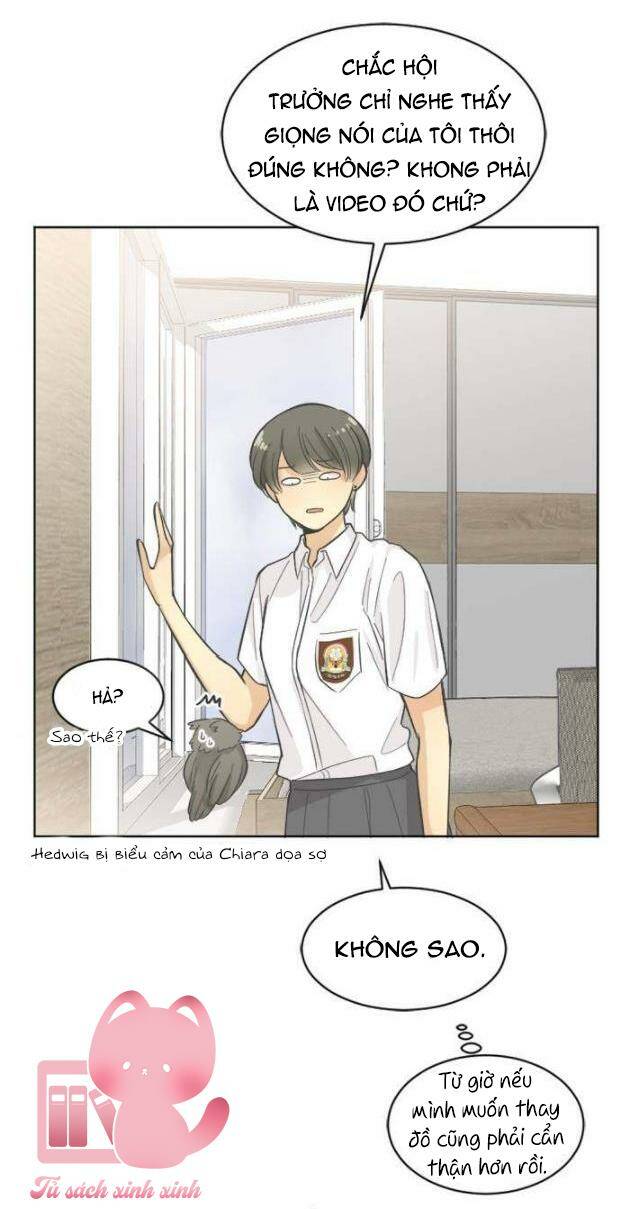 CHẮC HỘI
TRƯỞNG CHỈ NGHE THẤY
GIỌNG NÓI CỦA TÔI THÔI
ĐÚNG KHÔNG? KHONG PHẢI
LÀ VIDEO ĐÓ CHỨ?
HẢ?
Sao thế?
Hedwig bị biểu cảm của Chiara dọa sợ
KHÔNG SAO.
Từ giờ nếu
mình muốn thay
đồ cũng phải cẩn
thận hơn rồi.
Tủ sách xinh xinh